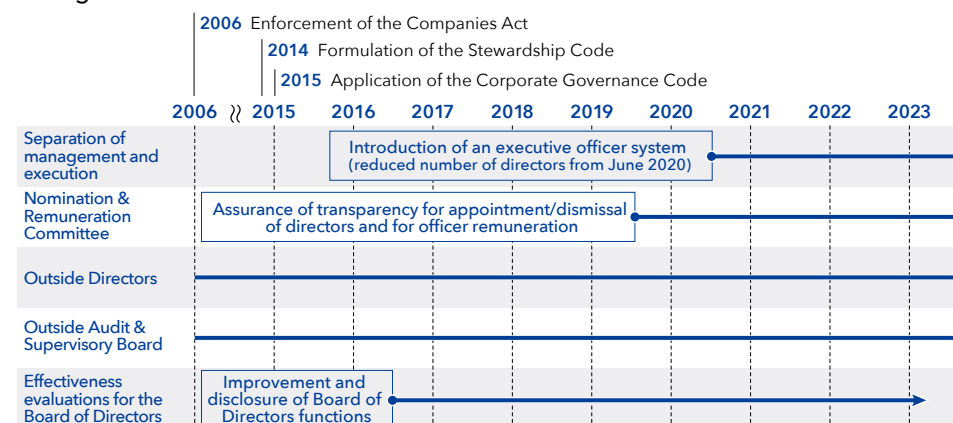 2006 Enforcement of the Companies Act
2014 Formulation of the Stewardship Code
2015 Application of the Corporate Governance Code
2006 2015 2016 2017 2018 2019 2020 2021 2022 2023
Separation of
management and
execution
Introduction of an executive officer system
(reduced number of directors from June 2020)
Nomination &
Remuneration
Committee
Assurance of transparency for appointment/dismissal
of directors and for officer remuneration
Outside Directors
Outside Audit &
Supervisory Board
Effectiveness
evaluations for the
Board of Directors
Improvement and
disclosure of Board of
Directors functions